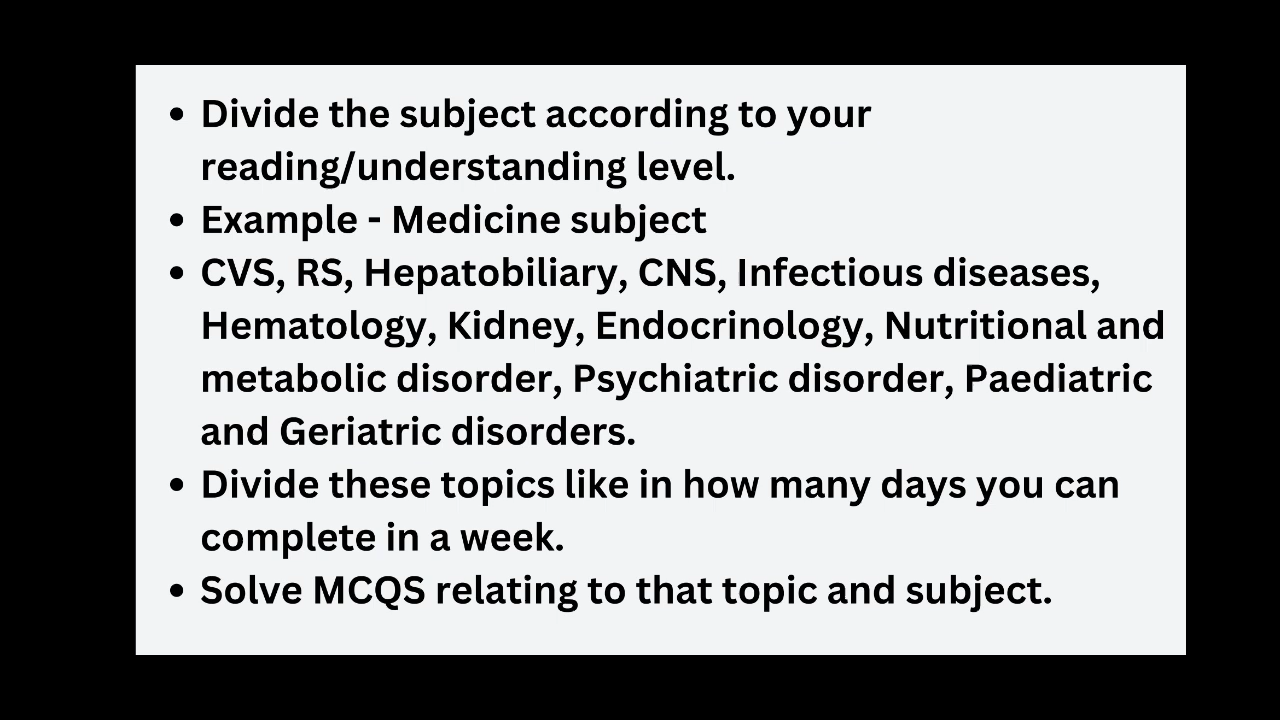 • Divide the subject according to your
reading/understanding level.
• Example - Medicine subject
• CVS, RS, Hepatobiliary, CNS, Infectious diseases,
Hematology, Kidney, Endocrinology, Nutritional and
metabolic disorder, Psychiatric disorder, Paediatric
and Geriatric disorders.
• Divide these topics like in how many days you can
complete in a week.
• Solve MCQS relating to that topic and subject.